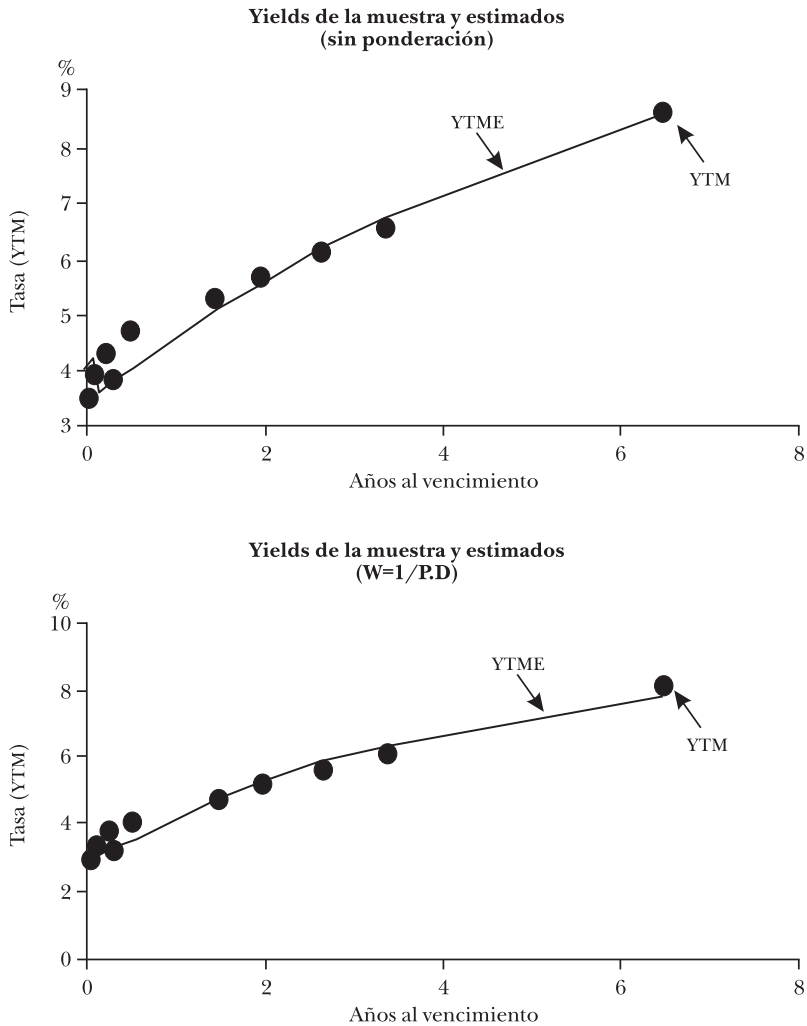 Yields de la muestra y estimados
(sin ponderación)
%
9
8
7
6
5
4
3
Tasa (YTM)
YTME
YTM
0 2 4 6 8
Años al vencimiento
Yields de la muestra y estimados
(W=1/P.D)
%
10
8
6
4
2
0
Tasa (YTM)
YTME
YTM
0 2 4 6 8
Años al vencimiento